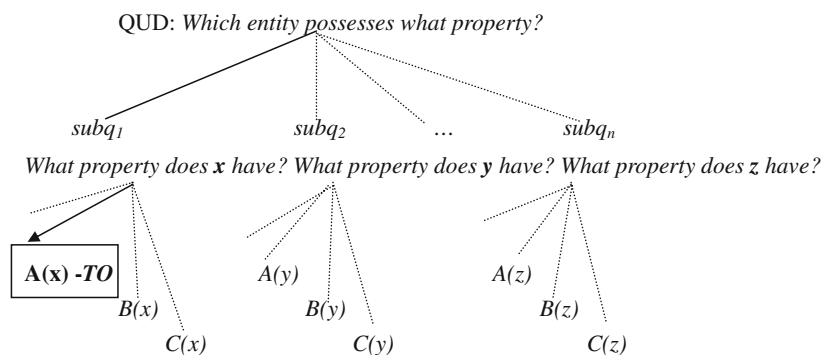 QUD: Which entity possesses what property?
subq1 subq2 … subqn
What property does x have? What property does y have? What property does z have?
A(x) -TO A(y) A(z)
B(x) B(y) B(z)
C(x) C(y) C(z)